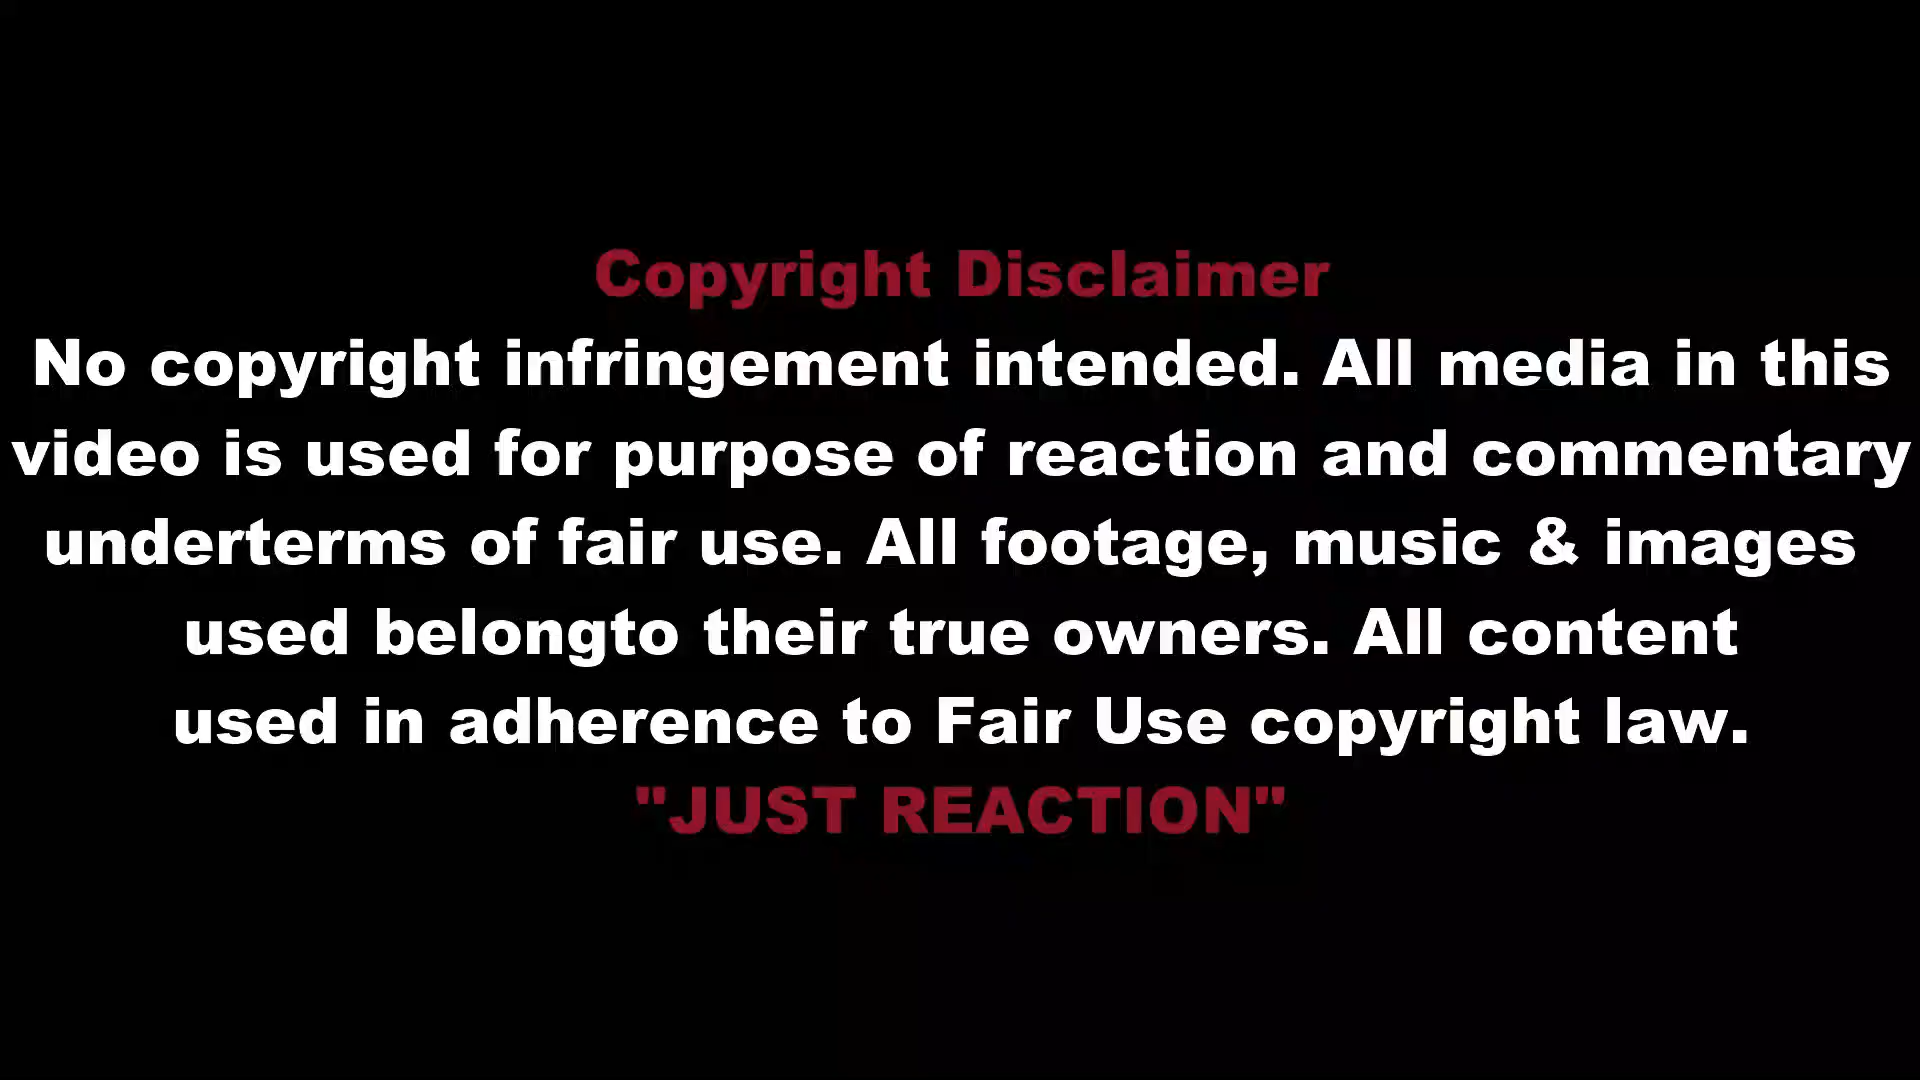 Copyright Disclaimer
No copyright infringement intended. All media in this
video is used for purpose of reaction and commentary
underterms of fair use. All footage, music & images
used belongto their true owners. All content
used in adherence to Fair Use copyright law.
"JUST REACTION"